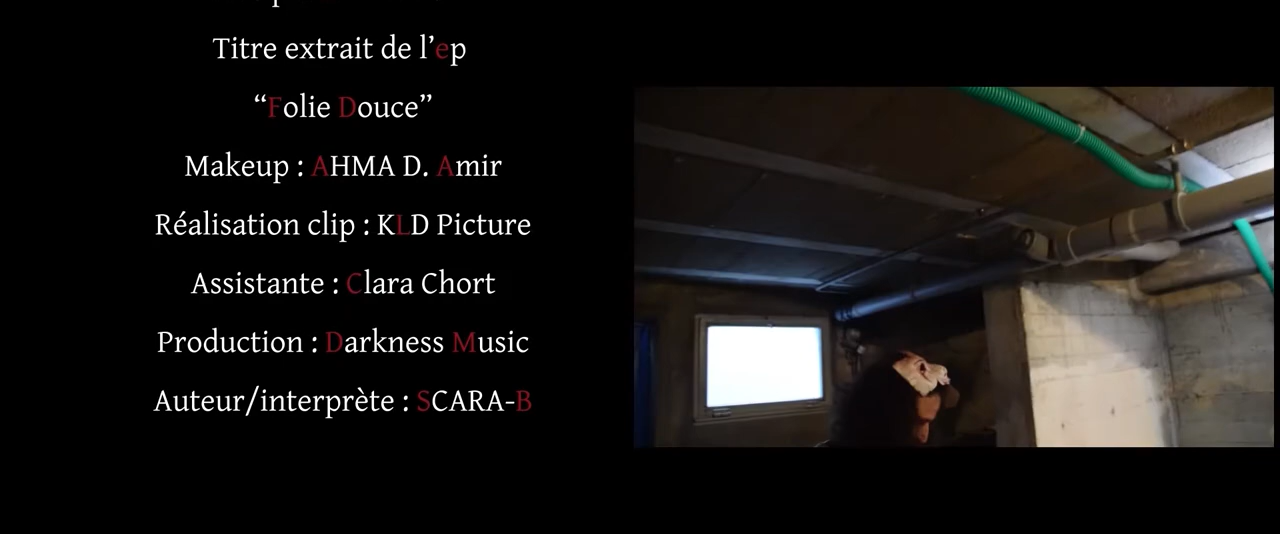 Titre extrait de l’ep
“Folie Douce”
Makeup : AHMA D. Amir
Réalisation clip : KLD Picture
Assistante : Clara Chort
Production : Darkness Music
Auteur/interprète : SCARA-B